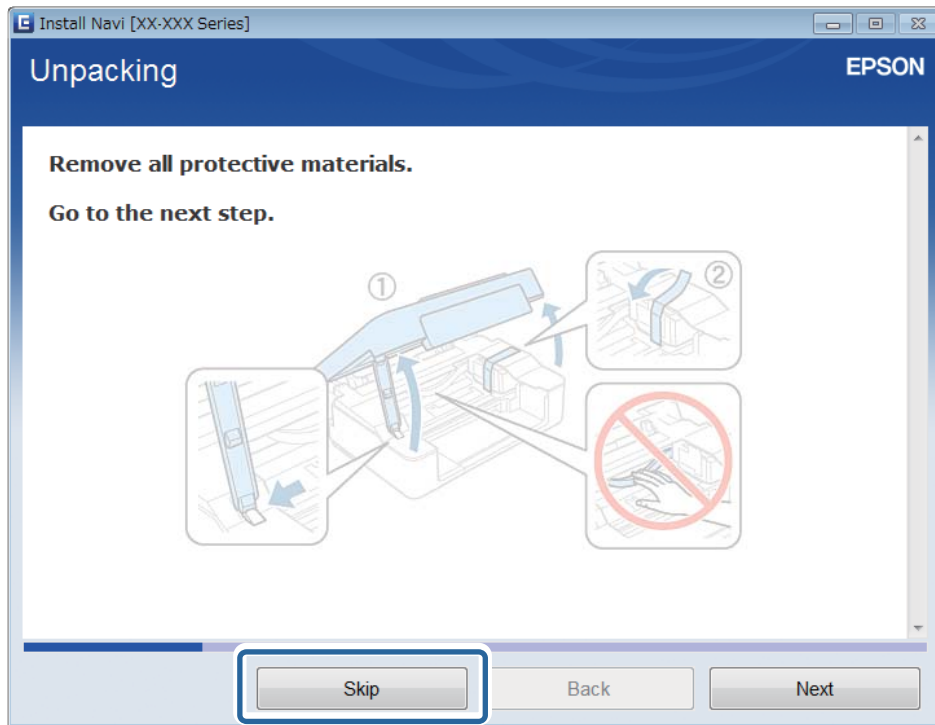 Install Navi [XX-XXX Series]
Unpacking
EPSON
Remove all protective materials.
Go to the next step.
①
②
Skip
Back
Next